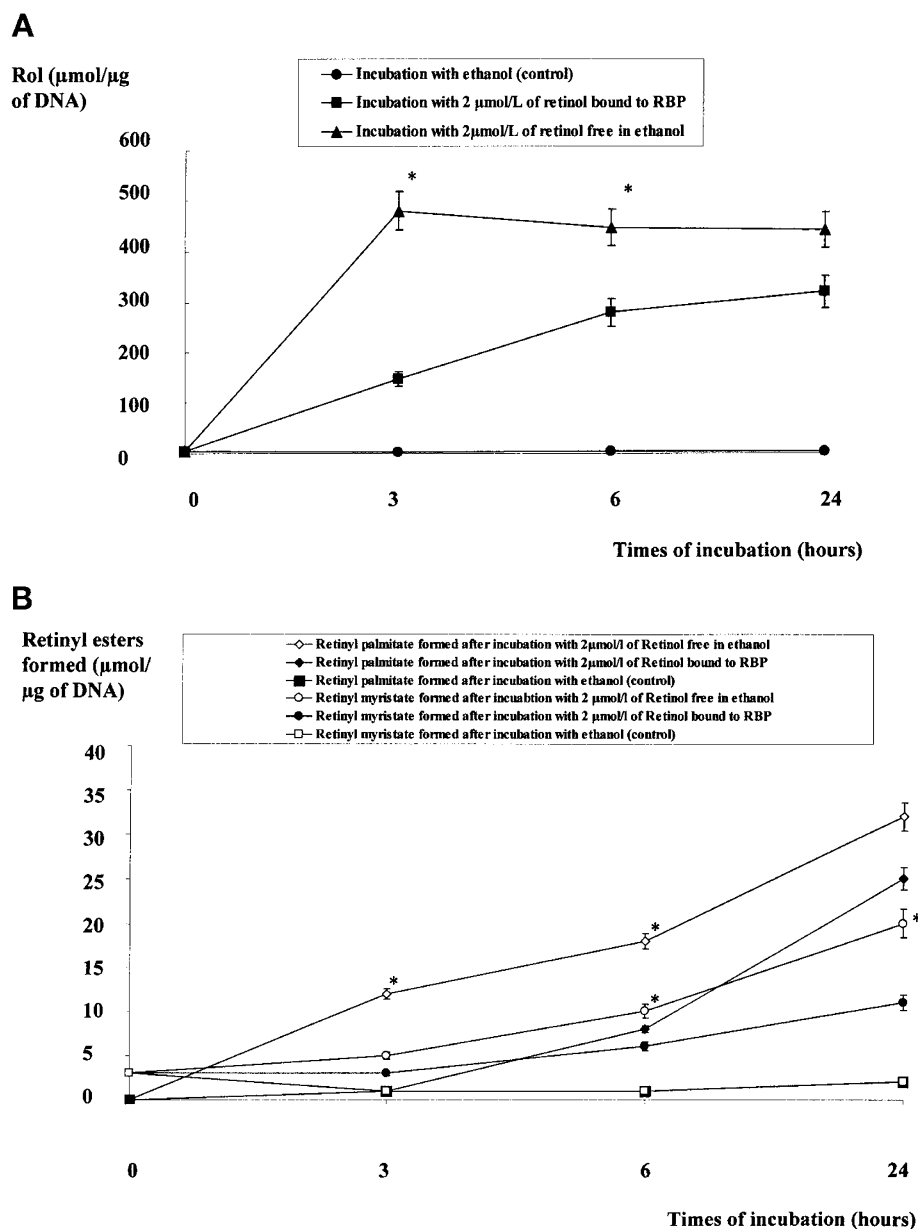 A
Rol (µmol/µg
of DNA)
Incubation with ethanol (control)
Incubation with 2 µmol/L of retinol bound to RBP
Incubation with 2µmol/L of retinol free in ethanol
600
500
400
300
200
100
0
*
*
0 3 6 24
Times of incubation (hours)
B
Retinyl esters
formed (µmol/
µg of DNA)
Retinyl palmitate formed after incubation with 2µmol/l of Retinol free in ethanol
Retinyl palmitate formed after incubation with 2µmol/l of Retinol bound to RBP
Retinyl palmitate formed after incubation with ethanol (control)
Retinyl myristate formed after incuabtion with 2 µmol/l of Retinol free in ethanol
Retinyl myristate formed after incubation with 2 µmol/l of Retinol bound to RBP
Retinyl myristate formed after incubation with ethanol (control)
40
35
30
25
20
15
10
5
0
*
*
*
*
0 3 6 24
Times of incubation (hours)